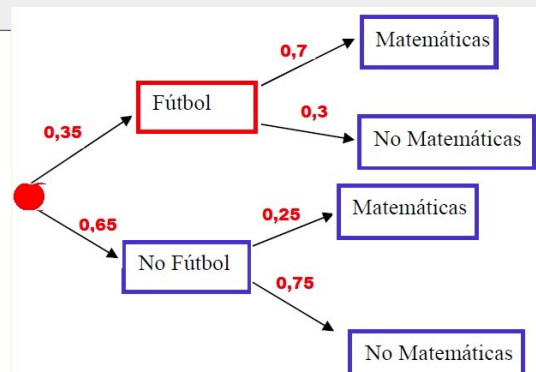 0,7
Matemáticas
Fútbol
0,35
0,3
No Matemáticas
0,25
Matemáticas
0,65
No Fútbol
0,75
No Matemáticas